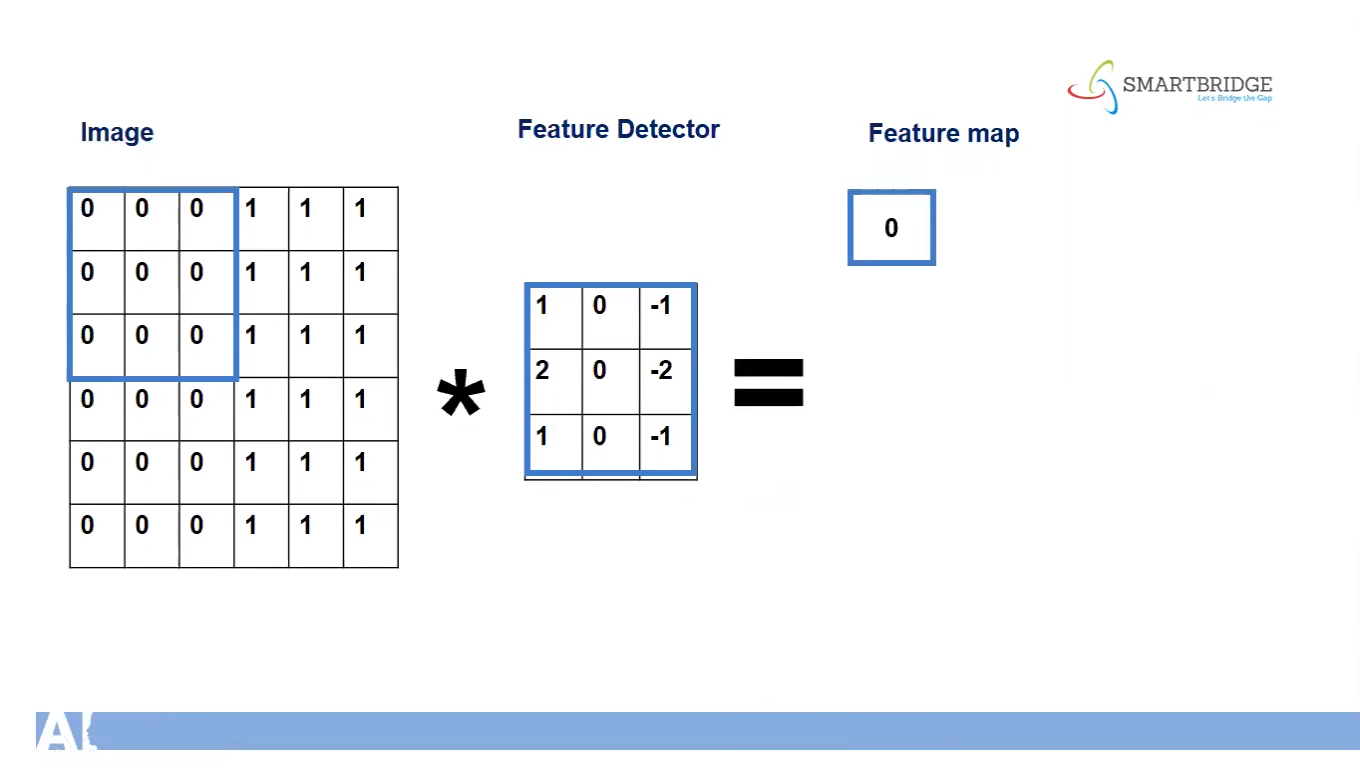 SMARTBRIDGE
Let's Bridge the Gap
Image
Feature Detector
Feature map
0 0 0 1 1 1
0 0 0 1 1 1
0 0 0 1 1 1
0 0 0 1 1 1
0 0 0 1 1 1
0 0 0 1 1 1
*
1 0 -1
2 0 -2
1 0 -1
=
0
AI